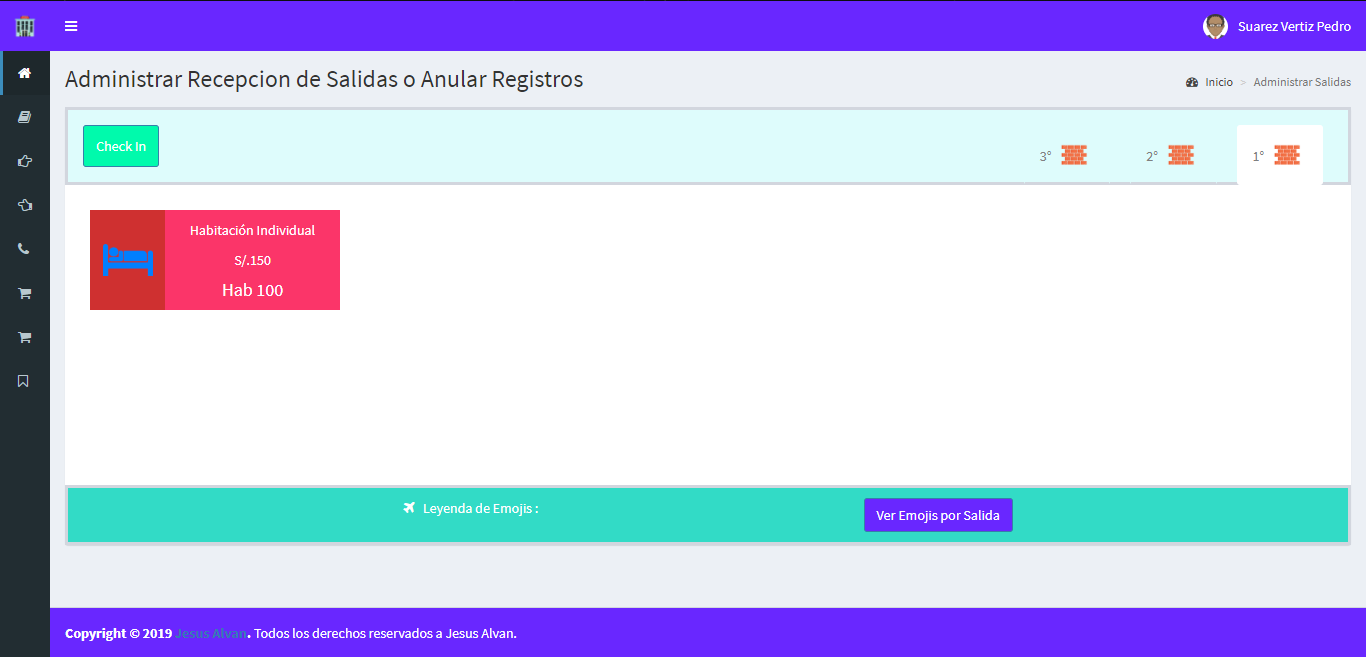 Suarez Vertiz Pedro
Administrar Recepcion de Salidas o Anular Registros
Inicio > Administrar Salidas
Check In
3° 2° 1°
Habitación Individual
S/.150
Hab 100
Leyenda de Emojis :
Ver Emojis por Salida
Copyright © 2019 Jesus Alvan. Todos los derechos reservados a Jesus Alvan.